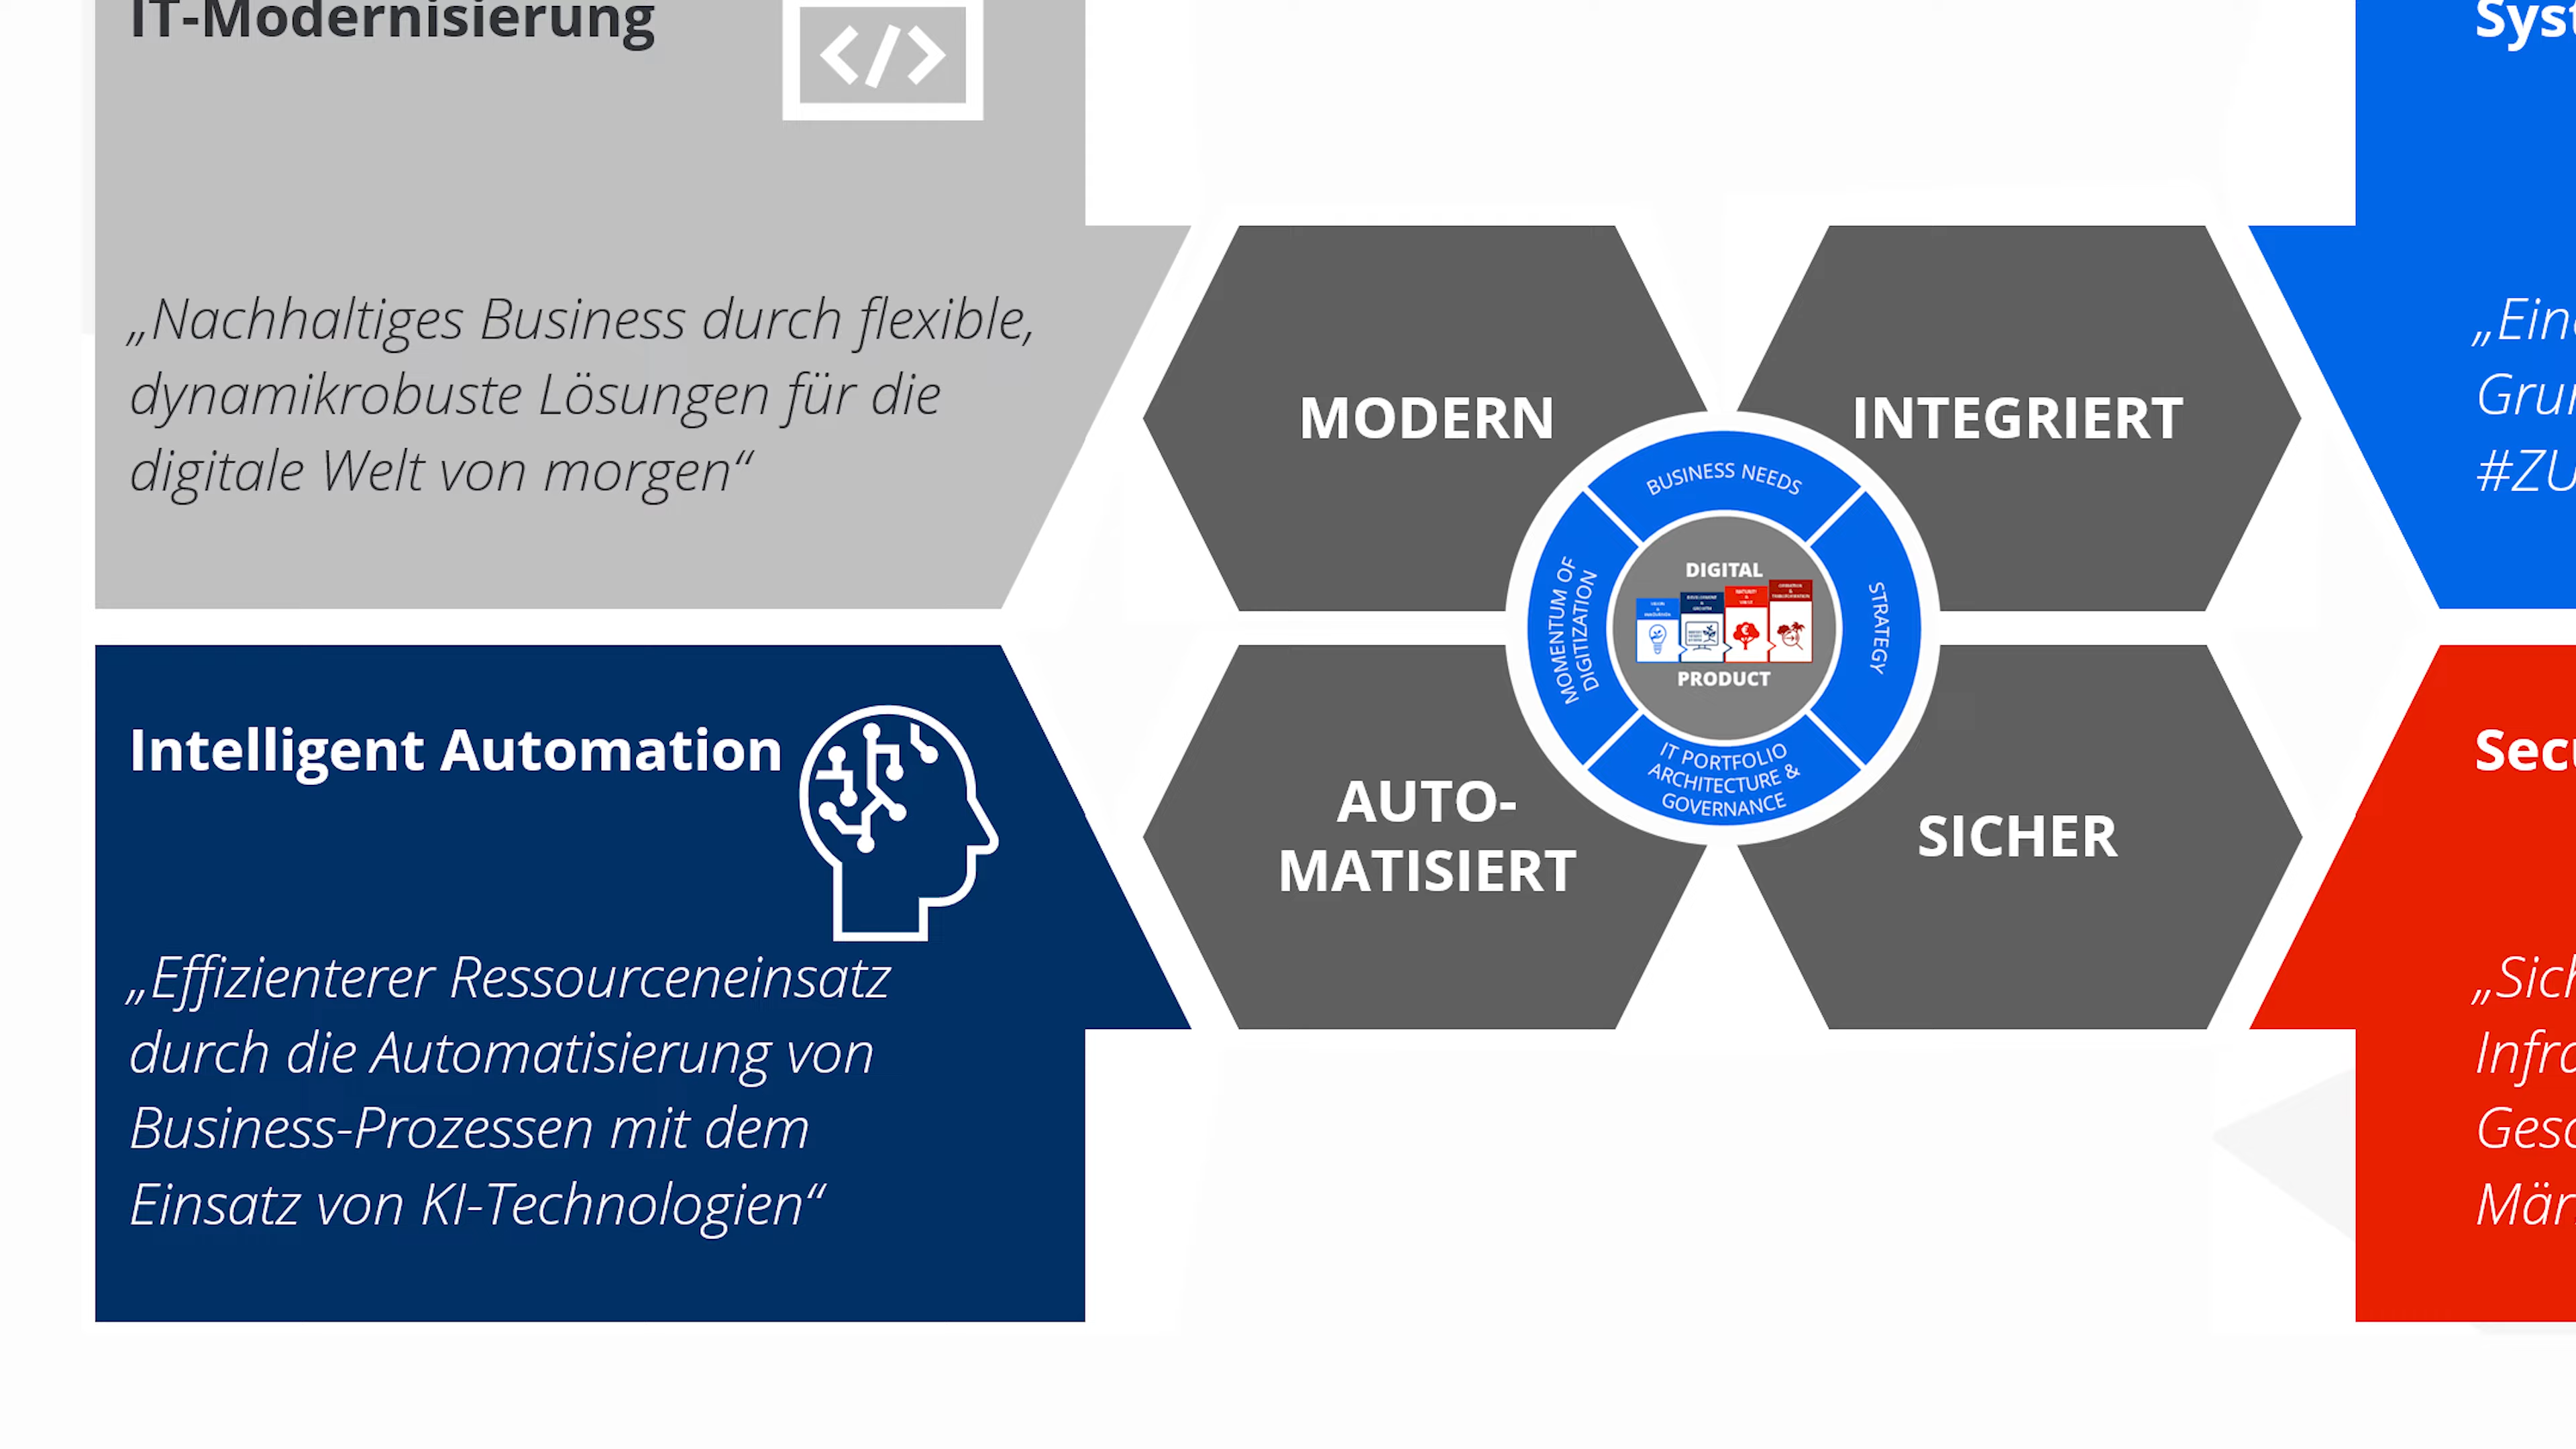 IT-Modernisierung
</>
„Nachhaltiges Business durch flexible,
dynamikrobuste Lösungen für die
digitale Welt von morgen“
MODERN
INTEGRIERT
BUSINESS NEEDS
MOMENTUM OF
DIGITIZATION
STRATEGY
IT PORTFOLIO
ARCHITECTURE &
GOVERNANCE
DIGITAL
PRODUCT
Intelligent Automation
„Effizienterer Ressourceneinsatz
durch die Automatisierung von
Business-Prozessen mit dem
Einsatz von KI-Technologien“
AUTO-
MATISIERT
SICHER
#ZU